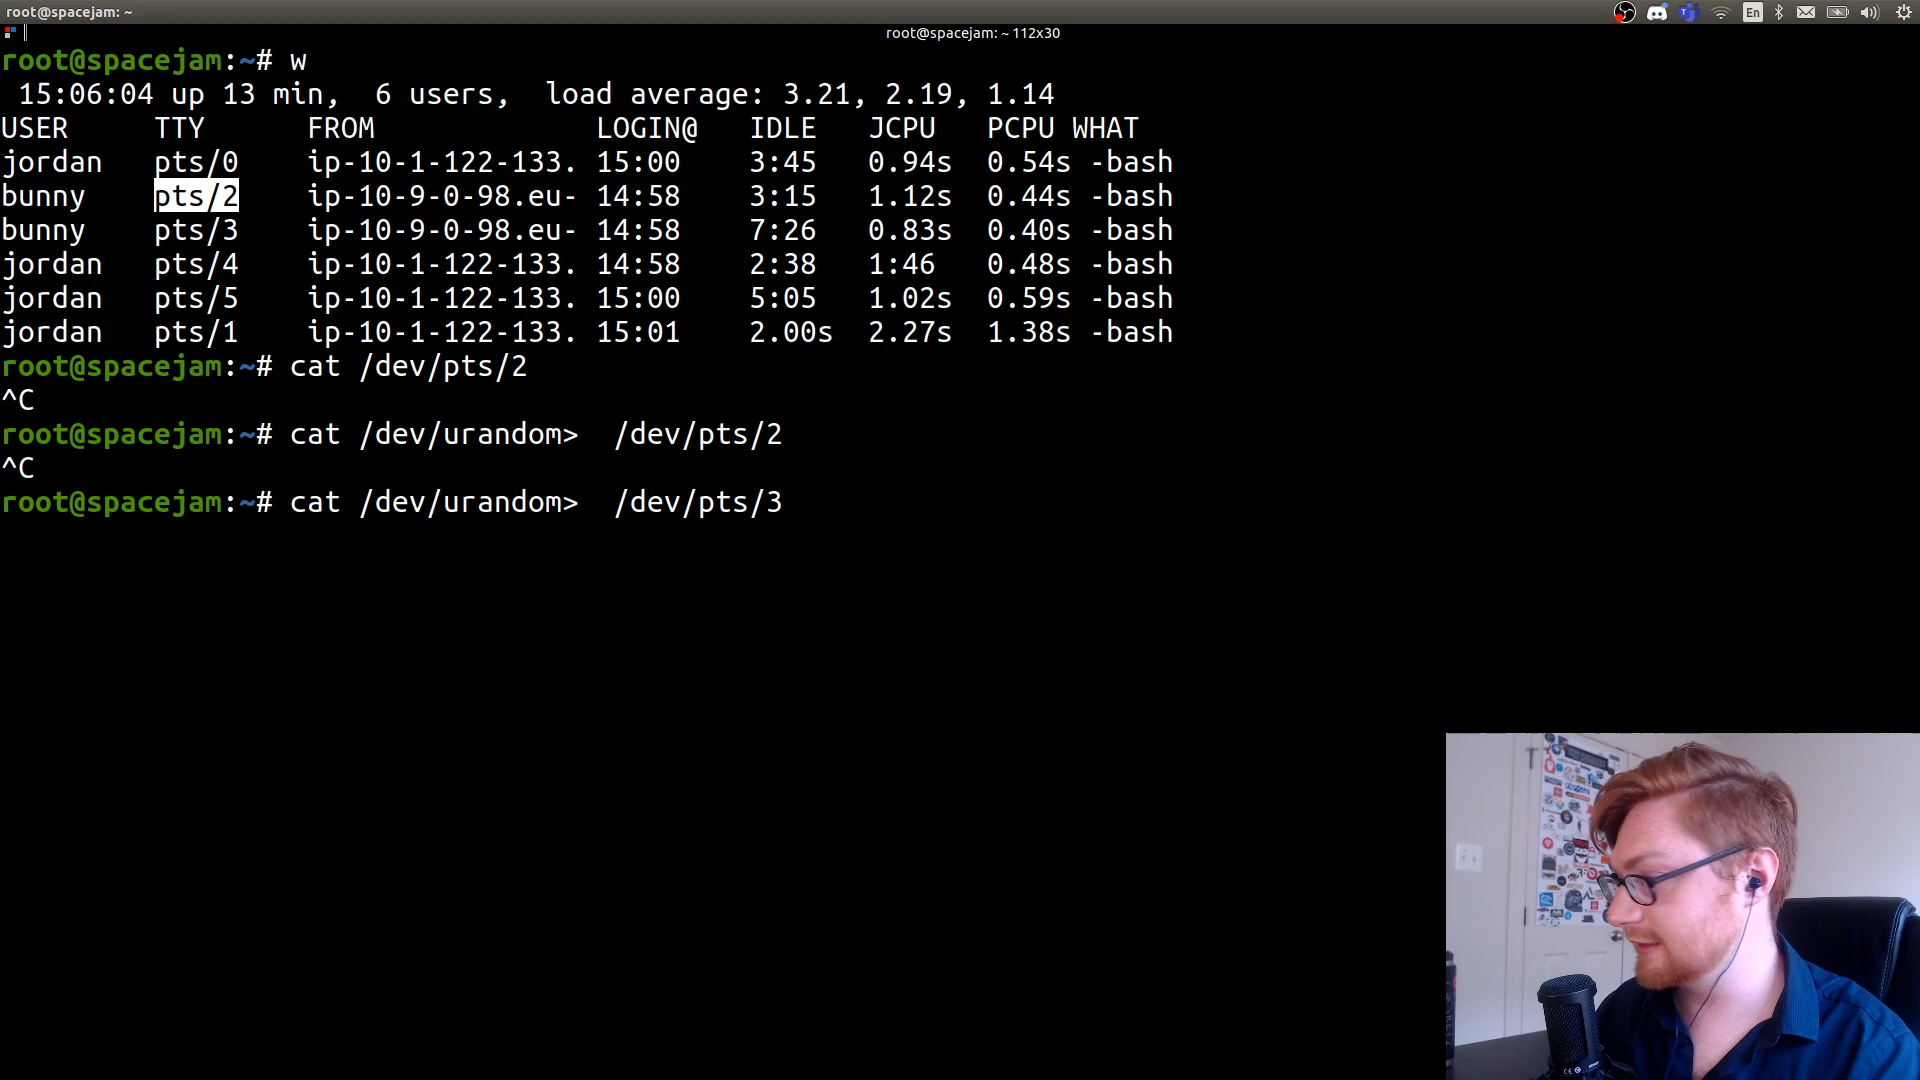 root@spacejam: ~
En
root@spacejam: ~ 112x30
root@spacejam:~# w
 15:06:04 up 13 min,  6 users,  load average: 3.21, 2.19, 1.14
USER     TTY      FROM             LOGIN@   IDLE   JCPU   PCPU WHAT
jordan   pts/0    ip-10-1-122-133. 15:00    3:45   0.94s  0.54s -bash
bunny    pts/2    ip-10-9-0-98.eu- 14:58    3:15   1.12s  0.44s -bash
bunny    pts/3    ip-10-9-0-98.eu- 14:58    7:26   0.83s  0.40s -bash
jordan   pts/4    ip-10-1-122-133. 14:58    2:38   1:46   0.48s -bash
jordan   pts/5    ip-10-1-122-133. 15:00    5:05   1.02s  0.59s -bash
jordan   pts/1    ip-10-1-122-133. 15:01    2.00s  2.27s  1.38s -bash
root@spacejam:~# cat /dev/pts/2
^C
root@spacejam:~# cat /dev/urandom>  /dev/pts/2
^C
root@spacejam:~# cat /dev/urandom>  /dev/pts/3